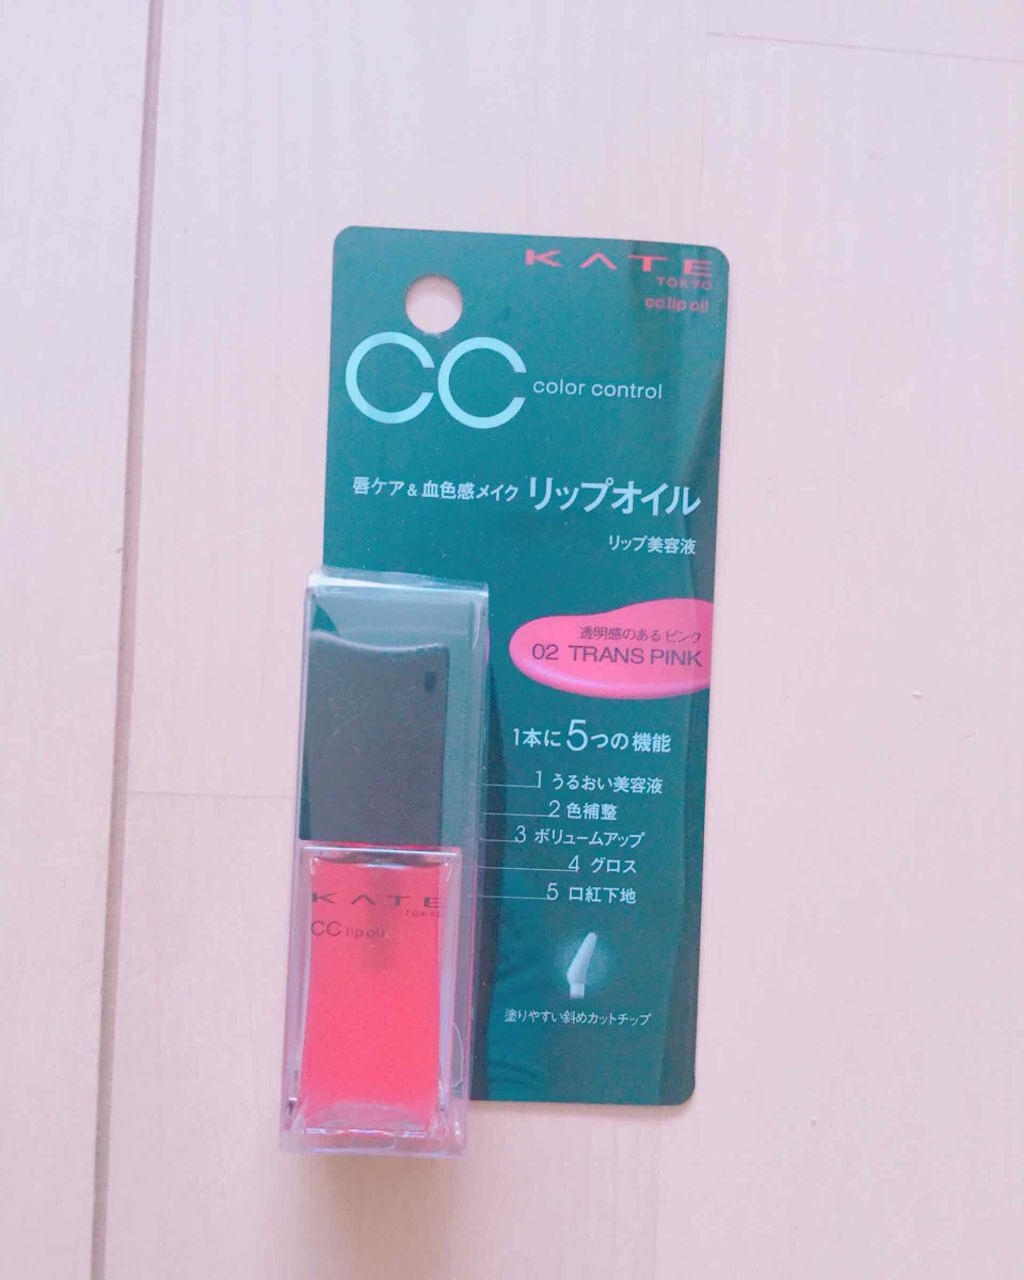 KATE
TOKYO
cc lip oil
CC color control
唇ケア&血色感メイク リップオイル
リップ美容液
透明感のあるピンク
02 TRANS PINK
1本に5つの機能
1 うるおい美容液
2 色補整
3 ボリュームアップ
4 グロス
5 口紅下地
塗りやすい斜めカットチップ
KATE
TOKYO
CC lip oil